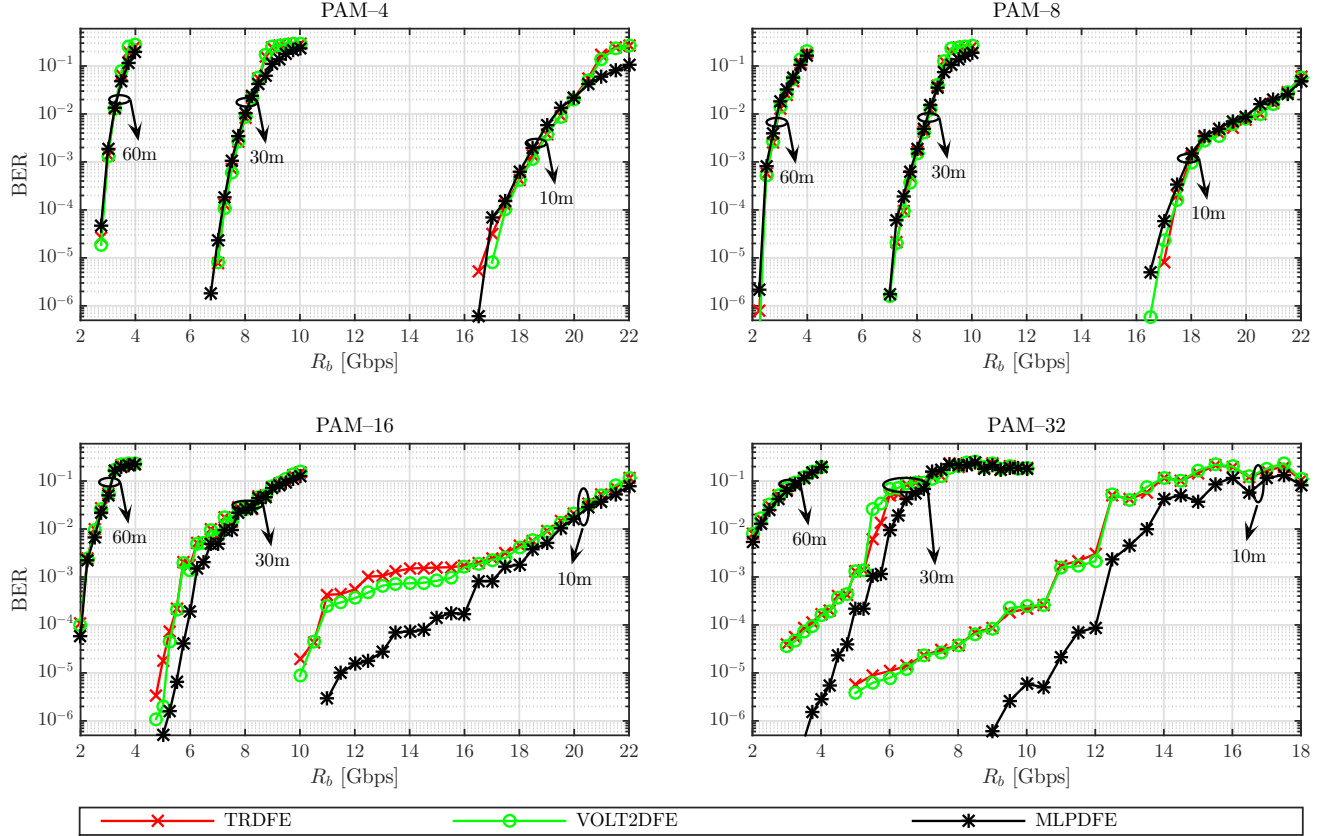 PAM–4
BER
10⁻¹
10⁻²
10⁻³
10⁻⁴
10⁻⁵
10⁻⁶
60m
30m
10m
2 4 6 8 10 12 14 16 18 20 22
R_b [Gbps]
PAM–8
BER
10⁻¹
10⁻²
10⁻³
10⁻⁴
10⁻⁵
10⁻⁶
60m
30m
10m
2 4 6 8 10 12 14 16 18 20 22
R_b [Gbps]
PAM–16
BER
10⁻¹
10⁻²
10⁻³
10⁻⁴
10⁻⁵
10⁻⁶
60m
30m
10m
2 4 6 8 10 12 14 16 18 20 22
R_b [Gbps]
PAM–32
BER
10⁻¹
10⁻²
10⁻³
10⁻⁴
10⁻⁵
10⁻⁶
60m
30m
10m
2 4 6 8 10 12 14 16 18
R_b [Gbps]
TRDFE VOLT2DFE MLPDFE